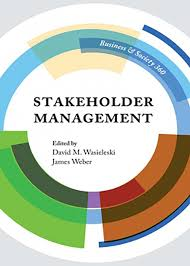 Business & Society 360
STAKEHOLDER
MANAGEMENT
Edited by
David M. Wasieleski
James Weber